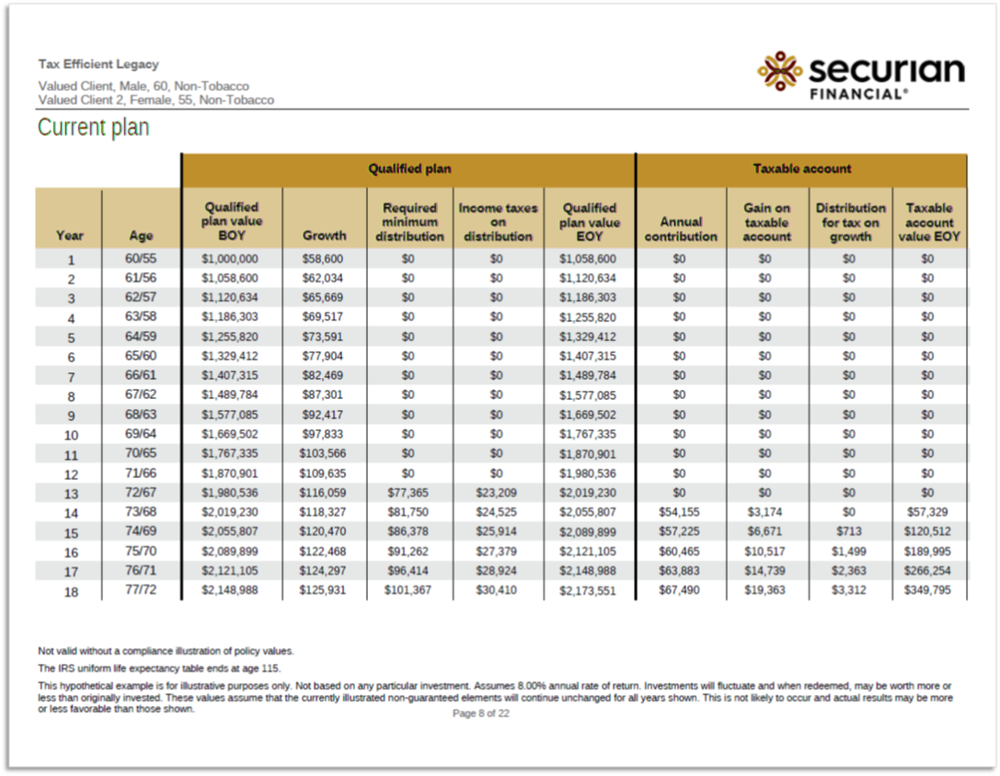 Tax Efficient Legacy
Valued Client, Male, 60, Non-Tobacco
Valued Client 2, Female, 55, Non-Tobacco
securian
FINANCIAL®
Current plan
Qualified plan Taxable account
Year Age Qualified plan value BOY Growth Required minimum distribution Income taxes on distribution Qualified plan value EOY Annual contribution Gain on taxable account Distribution for tax on growth Taxable account value EOY
1 60/55 $1,000,000 $58,600 $0 $0 $1,058,600 $0 $0 $0 $0
2 61/56 $1,058,600 $62,034 $0 $0 $1,120,634 $0 $0 $0 $0
3 62/57 $1,120,634 $65,669 $0 $0 $1,186,303 $0 $0 $0 $0
4 63/58 $1,186,303 $69,517 $0 $0 $1,255,820 $0 $0 $0 $0
5 64/59 $1,255,820 $73,591 $0 $0 $1,329,412 $0 $0 $0 $0
6 65/60 $1,329,412 $77,904 $0 $0 $1,407,315 $0 $0 $0 $0
7 66/61 $1,407,315 $82,469 $0 $0 $1,489,784 $0 $0 $0 $0
8 67/62 $1,489,784 $87,301 $0 $0 $1,577,085 $0 $0 $0 $0
9 68/63 $1,577,085 $92,417 $0 $0 $1,669,502 $0 $0 $0 $0
10 69/64 $1,669,502 $97,833 $0 $0 $1,767,335 $0 $0 $0 $0
11 70/65 $1,767,335 $103,566 $0 $0 $1,870,901 $0 $0 $0 $0
12 71/66 $1,870,901 $109,635 $0 $0 $1,980,536 $0 $0 $0 $0
13 72/67 $1,980,536 $116,059 $77,365 $23,209 $2,019,230 $0 $0 $0 $0
14 73/68 $2,019,230 $118,327 $81,750 $24,525 $2,055,807 $54,155 $3,174 $0 $57,329
15 74/69 $2,055,807 $120,470 $86,378 $25,914 $2,089,899 $57,225 $6,671 $713 $120,512
16 75/70 $2,089,899 $122,468 $91,262 $27,379 $2,121,105 $60,465 $10,517 $1,499 $189,995
17 76/71 $2,121,105 $124,297 $96,414 $28,924 $2,148,988 $63,883 $14,739 $2,363 $266,254
18 77/72 $2,148,988 $125,931 $101,367 $30,410 $2,173,551 $67,490 $19,363 $3,312 $349,795
Not valid without a compliance illustration of policy values.
The IRS uniform life expectancy table ends at age 115.
This hypothetical example is for illustrative purposes only. Not based on any particular investment. Assumes 8.00% annual rate of return. Investments will fluctuate and when redeemed, may be worth more or
less than originally invested. These values assume that the currently illustrated non-guaranteed elements will continue unchanged for all years shown. This is not likely to occur and actual results may be more
or less favorable than those shown.
Page 8 of 22